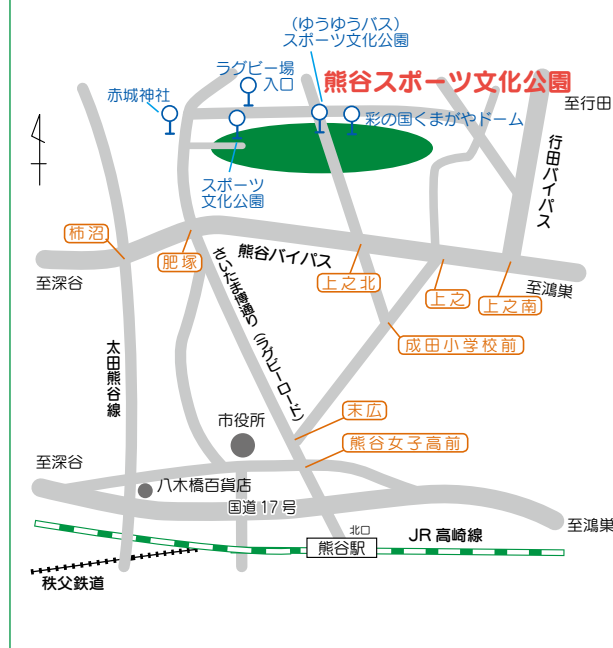 (ゆうゆうバス)
スポーツ文化公園
ラグビー場
入口
熊谷スポーツ文化公園
赤城神社
至行田
彩の国くまがやドーム
行田バイパス
スポーツ
文化公園
柿沼
肥塚
熊谷バイパス
至深谷
上之北
上之
上之南
至鴻巣
さいたま博通り(ラグビーロード)
成田小学校前
太田熊谷線
末広
市役所
熊谷女子高前
至深谷
八木橋百貨店
国道17号
至鴻巣
北口
熊谷駅
JR高崎線
秩父鉄道